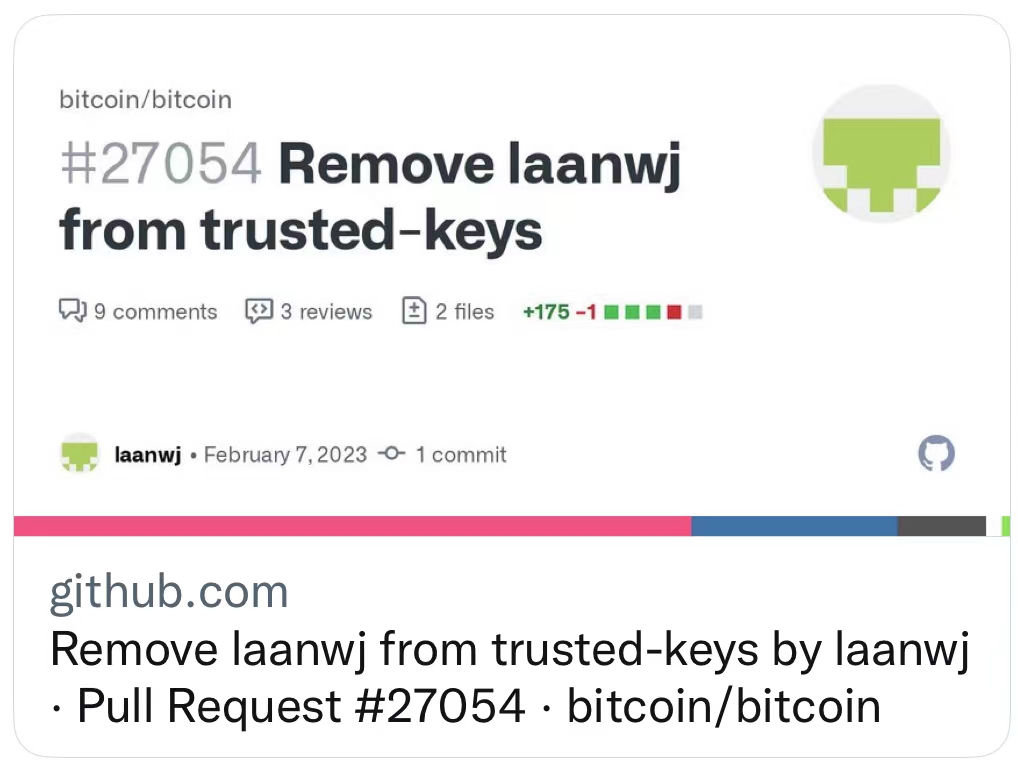 bitcoin/bitcoin
#27054 Remove laanwj
from trusted-keys
9 comments 3 reviews 2 files +175 −1
laanwj • February 7, 2023 1 commit
github.com
Remove laanwj from trusted-keys by laanwj
· Pull Request #27054 · bitcoin/bitcoin